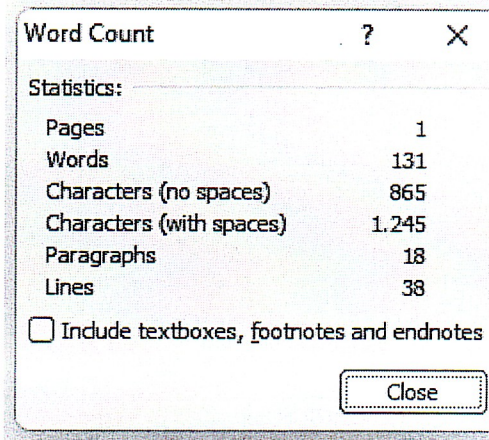 Word Count ? X
Statistics:
Pages 1
Words 131
Characters (no spaces) 865
Characters (with spaces) 1.245
Paragraphs 18
Lines 38
Include textboxes, footnotes and endnotes
Close